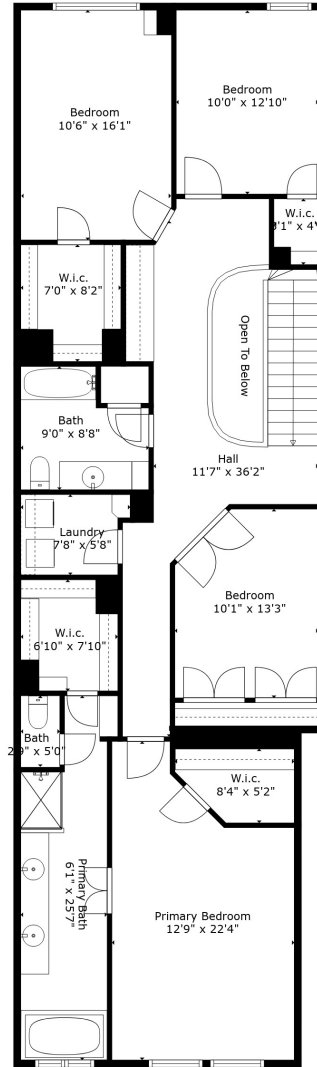 Bedroom
10'0" x 12'10"
Bedroom
10'6" x 16'1"
W.i.c.
W.i.c.
7'0" x 8'2"
Open To Below
Bath
9'0" x 8'8"
Hall
11'7" x 36'2"
Laundry
7'8" x 5'8"
Bedroom
10'1" x 13'3"
W.i.c.
6'10" x 7'10"
Bath
2'9" x 5'0"
W.i.c.
8'4" x 5'2"
Primary Bath
6'1" x 25'7"
Primary Bedroom
12'9" x 22'4"